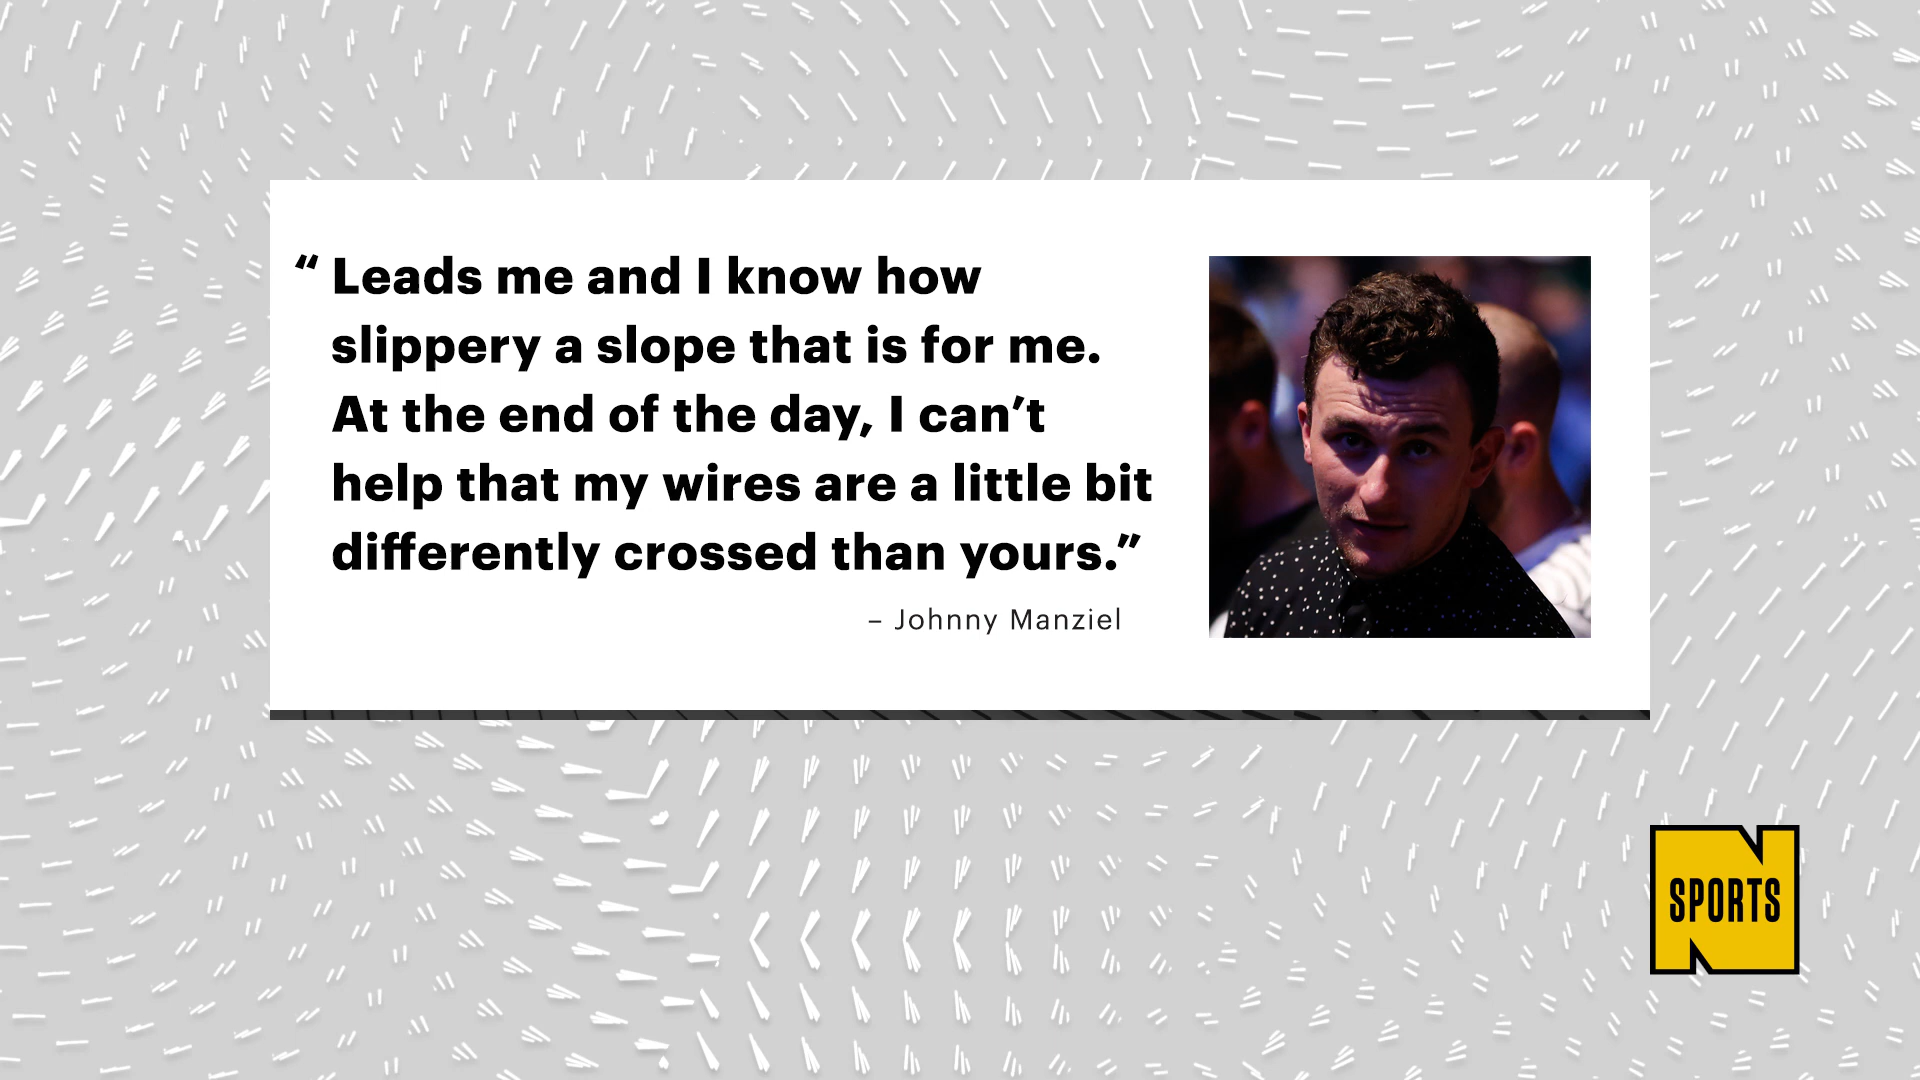 “Leads me and I know how
slippery a slope that is for me.
At the end of the day, I can’t
help that my wires are a little bit
differently crossed than yours.”
– Johnny Manziel
N
SPORTS